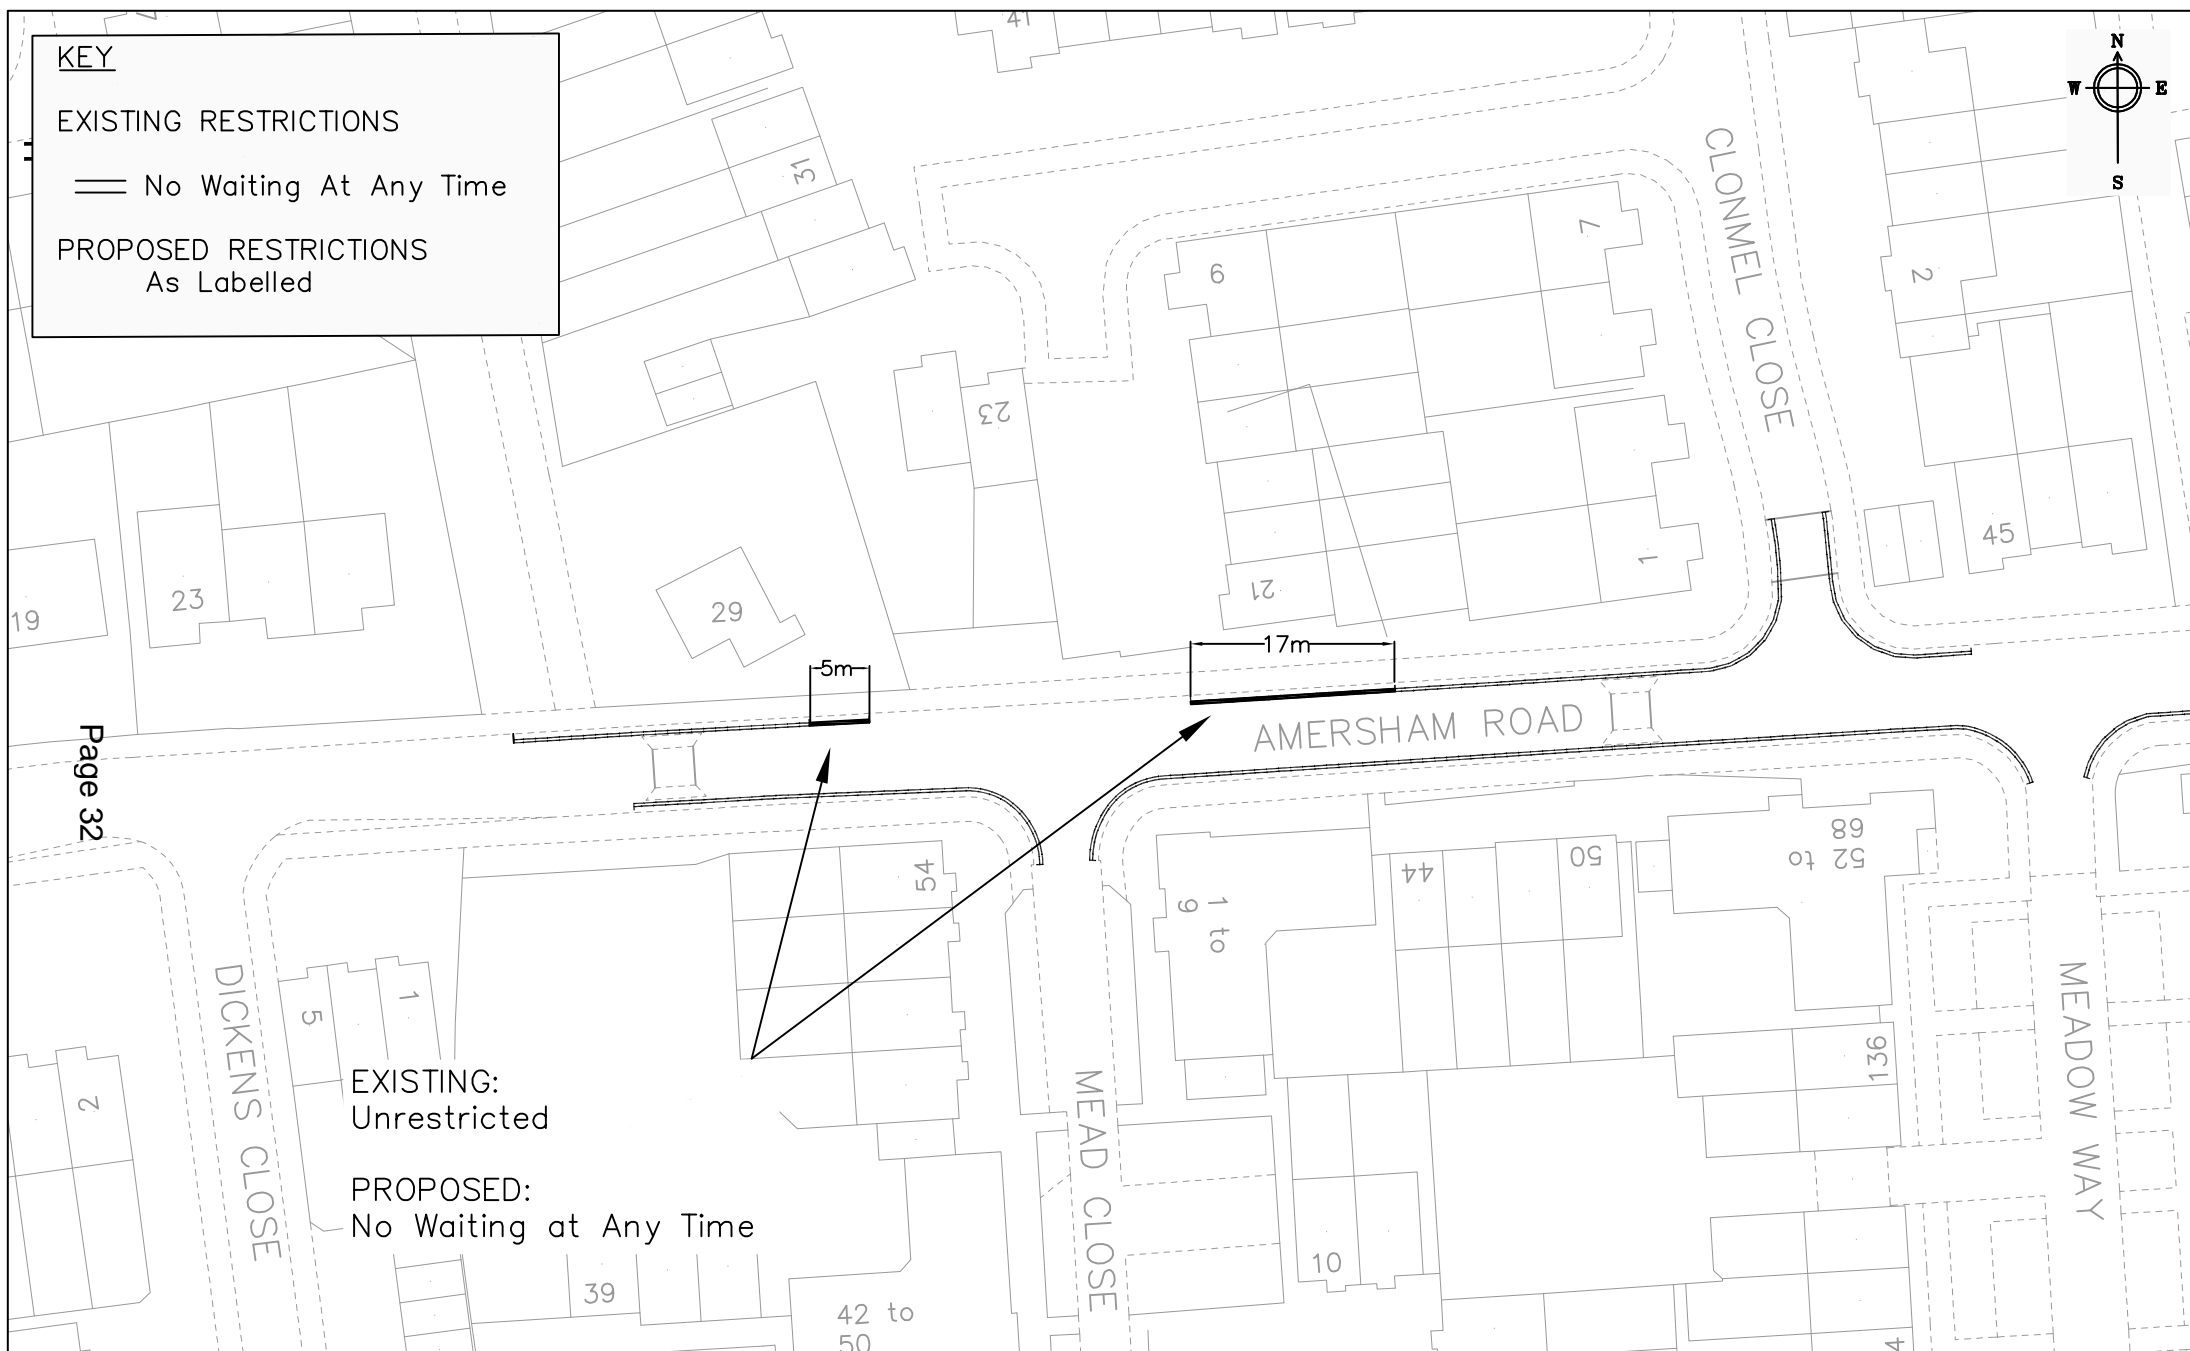 KEY
EXISTING RESTRICTIONS
No Waiting At Any Time
PROPOSED RESTRICTIONS
As Labelled
N
W E
S
41
31
CLONMEL CLOSE
7
9
2
23
45
23
19
29
21
1
17m
5m
AMERSHAM ROAD
Page 32
54
44
50
52 to
68
1 to
9
DICKENS CLOSE
5
1
2
MEAD CLOSE
MEADOW WAY
136
EXISTING:
Unrestricted
PROPOSED:
No Waiting at Any Time
10
39
42 to
50
4